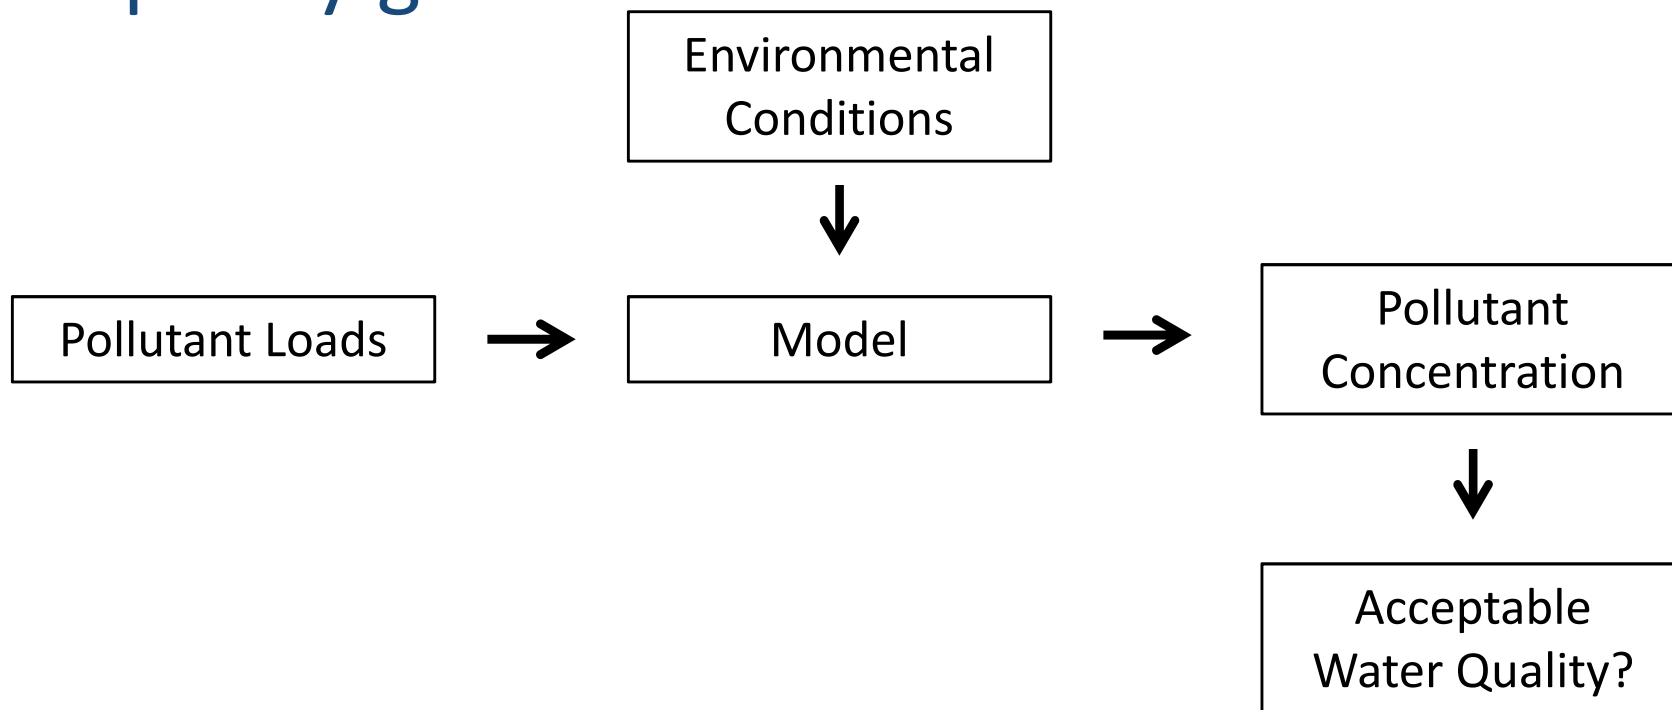 Environmental
Conditions
Pollutant Loads
Model
Pollutant
Concentration
Acceptable
Water Quality?